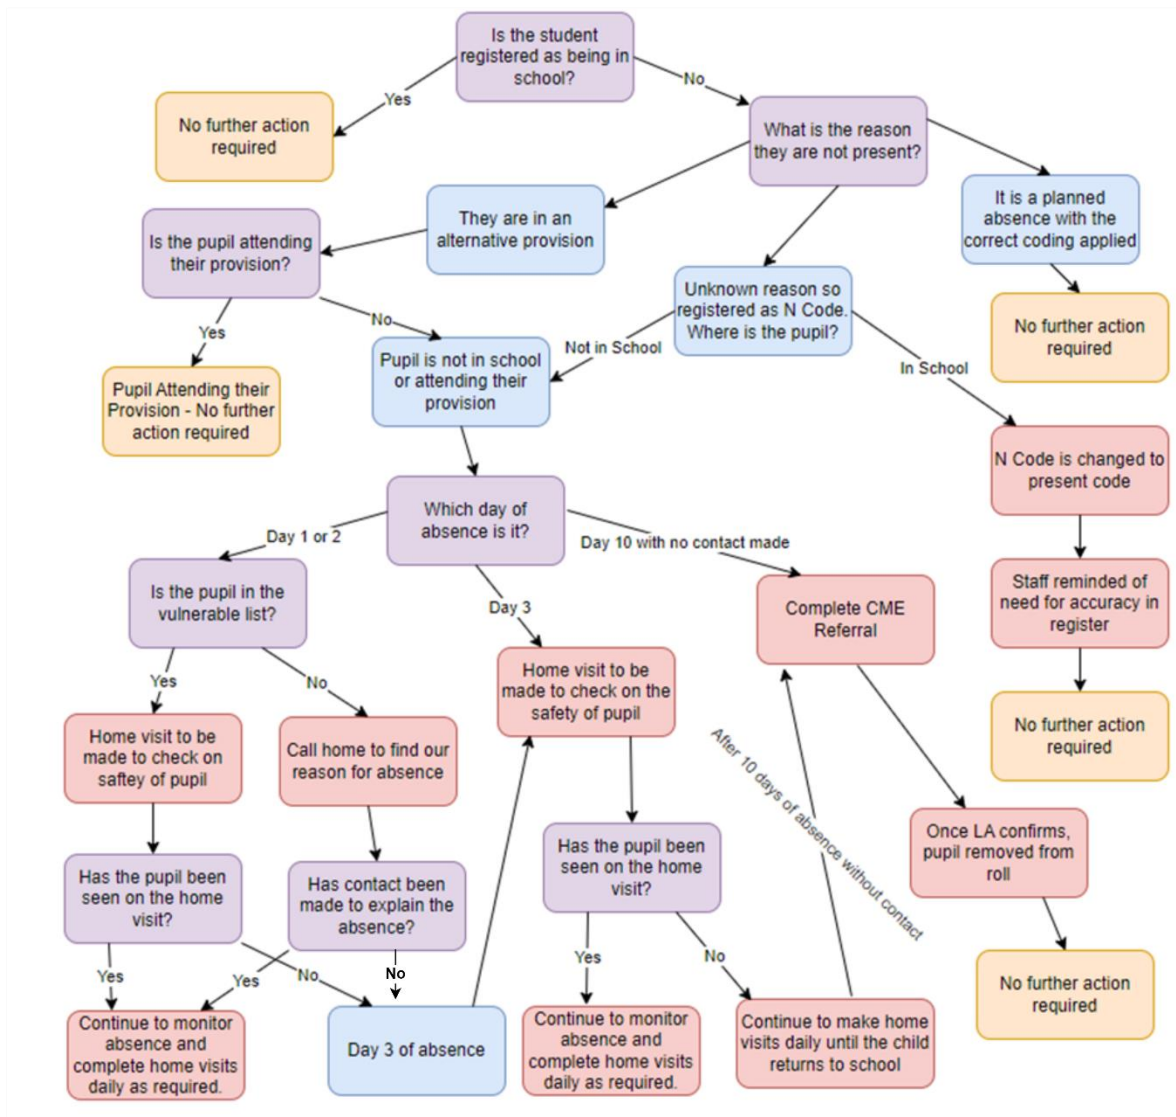 Is the student
registered as being in
school?
Yes
No
No further action
required
What is the reason
they are not present?
They are in an
alternative provision
It is a planned
absence with the
correct coding applied
Is the pupil attending
their provision?
Unknown reason so
registered as N Code.
Where is the pupil?
No further action
required
Yes
No
Not in School
In School
Pupil Attending their
Provision - No further
action required
Pupil is not in school
or attending their
provision
N Code is changed to
present code
Which day of
absence is it?
Day 1 or 2
Day 10 with no contact made
Day 3
Is the pupil in the
vulnerable list?
Complete CME
Referral
Staff reminded of
need for accuracy in
register
Yes
No
Home visit to be
made to check on the
safety of pupil
Home visit to be
made to check on
saftey of pupil
Call home to find our
reason for absence
No further action
required
After 10 days of absence without contact
Once LA confirms,
pupil removed from
roll
Has the pupil been
seen on the home
visit?
Has contact been
made to explain the
absence?
Has the pupil been
seen on the home
visit?
Yes
No
Yes
No
Yes
No
Continue to monitor
absence and
complete home visits
daily as required.
Day 3 of absence
Continue to monitor
absence and
complete home visits
daily as required.
Continue to make home
visits daily until the child
returns to school
No further action
required